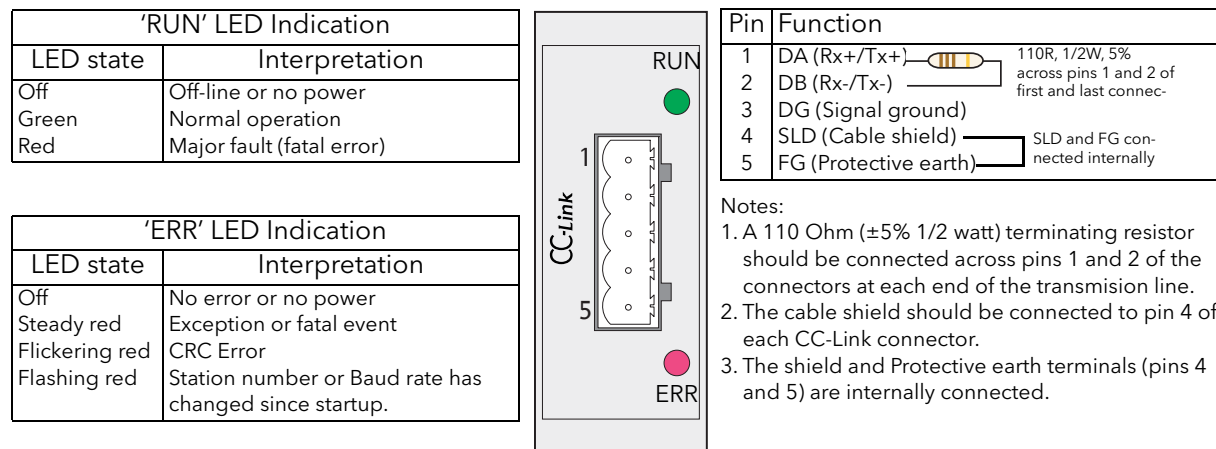 'RUN' LED Indication
LED state Interpretation
Off Off-line or no power
Green Normal operation
Red Major fault (fatal error)
'ERR' LED Indication
LED state Interpretation
Off No error or no power
Steady red Exception or fatal event
Flickering red CRC Error
Flashing red Station number or Baud rate has
changed since startup.
RUN
1
CC-Link
5
ERR
Pin Function
1 DA (Rx+/Tx+)
2 DB (Rx-/Tx-)
3 DG (Signal ground)
4 SLD (Cable shield)
5 FG (Protective earth)
110R, 1/2W, 5%
across pins 1 and 2 of
first and last connec-
SLD and FG con-
nected internally
Notes:
1. A 110 Ohm (±5% 1/2 watt) terminating resistor
should be connected across pins 1 and 2 of the
connectors at each end of the transmision line.
2. The cable shield should be connected to pin 4 of
each CC-Link connector.
3. The shield and Protective earth terminals (pins 4
and 5) are internally connected.